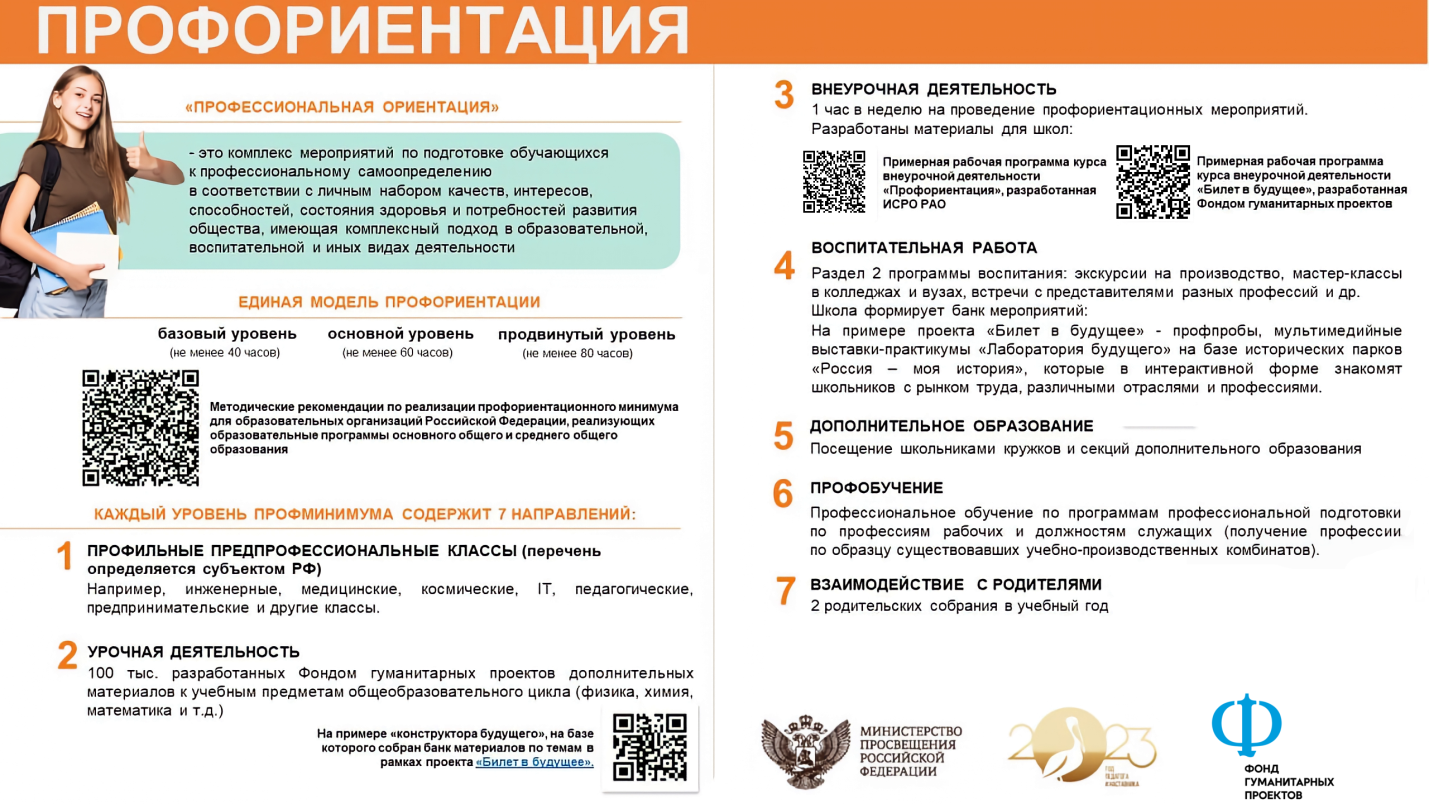 ПРОФОРИЕНТАЦИЯ
«ПРОФЕССИОНАЛЬНАЯ ОРИЕНТАЦИЯ»
- это комплекс мероприятий по подготовке обучающихся
к профессиональному самоопределению
в соответствии с личным набором качеств, интересов,
способностей, состояния здоровья и потребностей развития
общества, имеющая комплексный подход в образовательной,
воспитательной и иных видах деятельности
ЕДИНАЯ МОДЕЛЬ ПРОФОРИЕНТАЦИИ
базовый уровень основной уровень продвинутый уровень
(не менее 40 часов) (не менее 60 часов) (не менее 80 часов)
Методические рекомендации по реализации профориентационного минимума
для образовательных организаций Российской Федерации, реализующих
образовательные программы основного общего и среднего общего
образования
КАЖДЫЙ УРОВЕНЬ ПРОФМИНИМУМА СОДЕРЖИТ 7 НАПРАВЛЕНИЙ:
1 ПРОФИЛЬНЫЕ ПРЕДПРОФЕССИОНАЛЬНЫЕ КЛАССЫ (перечень
определяется субъектом РФ)
Например, инженерные, медицинские, космические, IT, педагогические,
предпринимательские и другие классы.
2 УРОЧНАЯ ДЕЯТЕЛЬНОСТЬ
100 тыс. разработанных Фондом гуманитарных проектов дополнительных
материалов к учебным предметам общеобразовательного цикла (физика, химия,
математика и т.д.)
На примере «конструктора будущего», на базе
которого собран банк материалов по темам в
рамках проекта «Билет в будущее».
3 ВНЕУРОЧНАЯ ДЕЯТЕЛЬНОСТЬ
1 час в неделю на проведение профориентационных мероприятий.
Разработаны материалы для школ:
Примерная рабочая программа курса
внеурочной деятельности
«Профориентация», разработанная
ИСРО РАО
Примерная рабочая программа
курса внеурочной деятельности
«Билет в будущее», разработанная
Фондом гуманитарных проектов
4 ВОСПИТАТЕЛЬНАЯ РАБОТА
Раздел 2 программы воспитания: экскурсии на производство, мастер-классы
в колледжах и вузах, встречи с представителями разных профессий и др.
Школа формирует банк мероприятий:
На примере проекта «Билет в будущее» - профпробы, мультимедийные
выставки-практикумы «Лаборатория будущего» на базе исторических парков
«Россия – моя история», которые в интерактивной форме знакомят
школьников с рынком труда, различными отраслями и профессиями.
5 ДОПОЛНИТЕЛЬНОЕ ОБРАЗОВАНИЕ
Посещение школьниками кружков и секций дополнительного образования
6 ПРОФОБУЧЕНИЕ
Профессиональное обучение по программам профессиональной подготовки
по профессиям рабочих и должностям служащих (получение профессии
по образцу существовавших учебно-производственных комбинатов).
7 ВЗАИМОДЕЙСТВИЕ С РОДИТЕЛЯМИ
2 родительских собрания в учебный год
МИНИСТЕРСТВО
ПРОСВЕЩЕНИЯ
РОССИЙСКОЙ
ФЕДЕРАЦИИ
2023
ГОД
ПЕДАГОГА
И НАСТАВНИКА
Ф
ФОНД
ГУМАНИТАРНЫХ
ПРОЕКТОВ